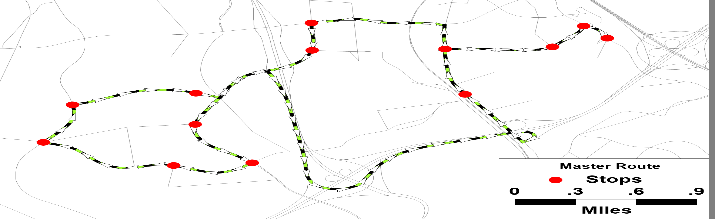 Master Route
Stops
0 .3 .6 .9
Miles